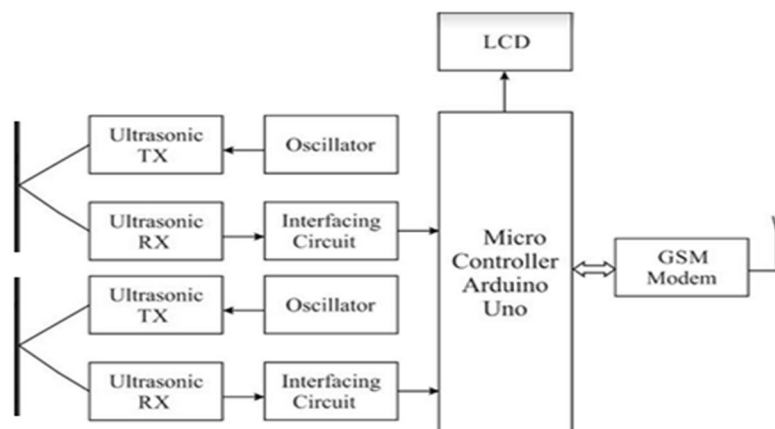 LCD
Ultrasonic
TX
Oscillator
Ultrasonic
RX
Interfacing
Circuit
Ultrasonic
TX
Oscillator
Ultrasonic
RX
Interfacing
Circuit
Micro
Controller
Arduino
Uno
GSM
Modem